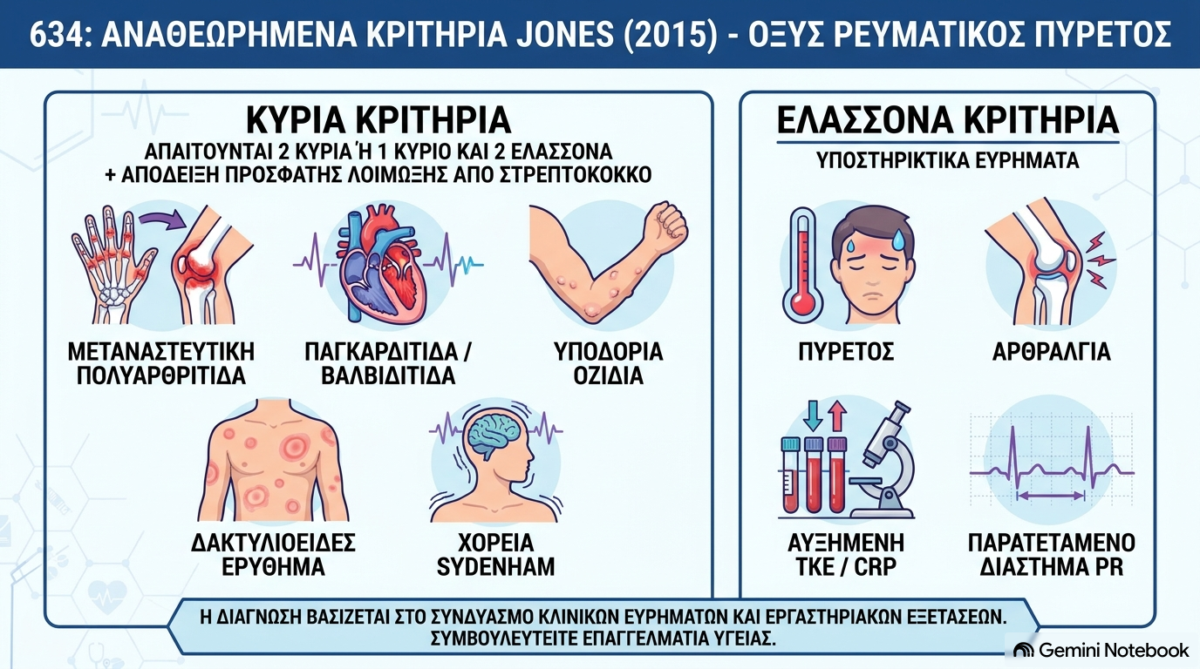 634: ΑΝΑΘΕΩΡΗΜΕΝΑ ΚΡΙΤΗΡΙΑ JONES (2015) - ΟΞΥΣ ΡΕΥΜΑΤΙΚΟΣ ΠΥΡΕΤΟΣ
ΚΥΡΙΑ ΚΡΙΤΗΡΙΑ
ΑΠΑΙΤΟΥΝΤΑΙ 2 ΚΥΡΙΑ Ή 1 ΚΥΡΙΟ ΚΑΙ 2 ΕΛΑΣΣΟΝΑ
+ ΑΠΟΔΕΙΞΗ ΠΡΟΣΦΑΤΗΣ ΛΟΙΜΩΞΗΣ ΑΠΟ ΣΤΡΕΠΤΟΚΟΚΚΟ
ΜΕΤΑΝΑΣΤΕΥΤΙΚΗ
ΠΟΛΥΑΡΘΡΙΤΙΔΑ
ΠΑΓΚΑΡΔΙΤΙΔΑ /
ΒΑΛΒΙΔΙΤΙΔΑ
ΥΠΟΔΟΡΙΑ
ΟΖΙΔΙΑ
ΔΑΚΤΥΛΙΟΕΙΔΕΣ
ΕΡΥΘΗΜΑ
ΧΟΡΕΙΑ
SYDENHAM
ΕΛΑΣΣΟΝΑ ΚΡΙΤΗΡΙΑ
ΥΠΟΣΤΗΡΙΚΤΙΚΑ ΕΥΡΗΜΑΤΑ
ΠΥΡΕΤΟΣ
ΑΡΘΡΑΛΓΙΑ
ΑΥΞΗΜΕΝΗ
ΤΚΕ / CRP
ΠΑΡΑΤΕΤΑΜΕΝΟ
ΔΙΑΣΤΗΜΑ PR
Η ΔΙΑΓΝΩΣΗ ΒΑΣΙΖΕΤΑΙ ΣΤΟ ΣΥΝΔΥΑΣΜΟ ΚΛΙΝΙΚΩΝ ΕΥΡΗΜΑΤΩΝ ΚΑΙ ΕΡΓΑΣΤΗΡΙΑΚΩΝ ΕΞΕΤΑΣΕΩΝ.
ΣΥΜΒΟΥΛΕΥΤΕΙΤΕ ΕΠΑΓΓΕΛΜΑΤΙΑ ΥΓΕΙΑΣ.
Gemini Notebook